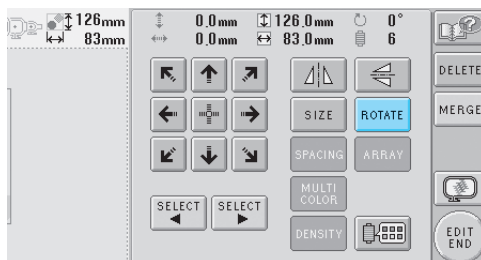 126mm 0.0mm 126.0mm 0°
83mm 0.0mm 83.0mm 6
DELETE
SIZE ROTATE MERGE
SPACING ARRAY
SELECT SELECT MULTI COLOR
DENSITY
EDIT END